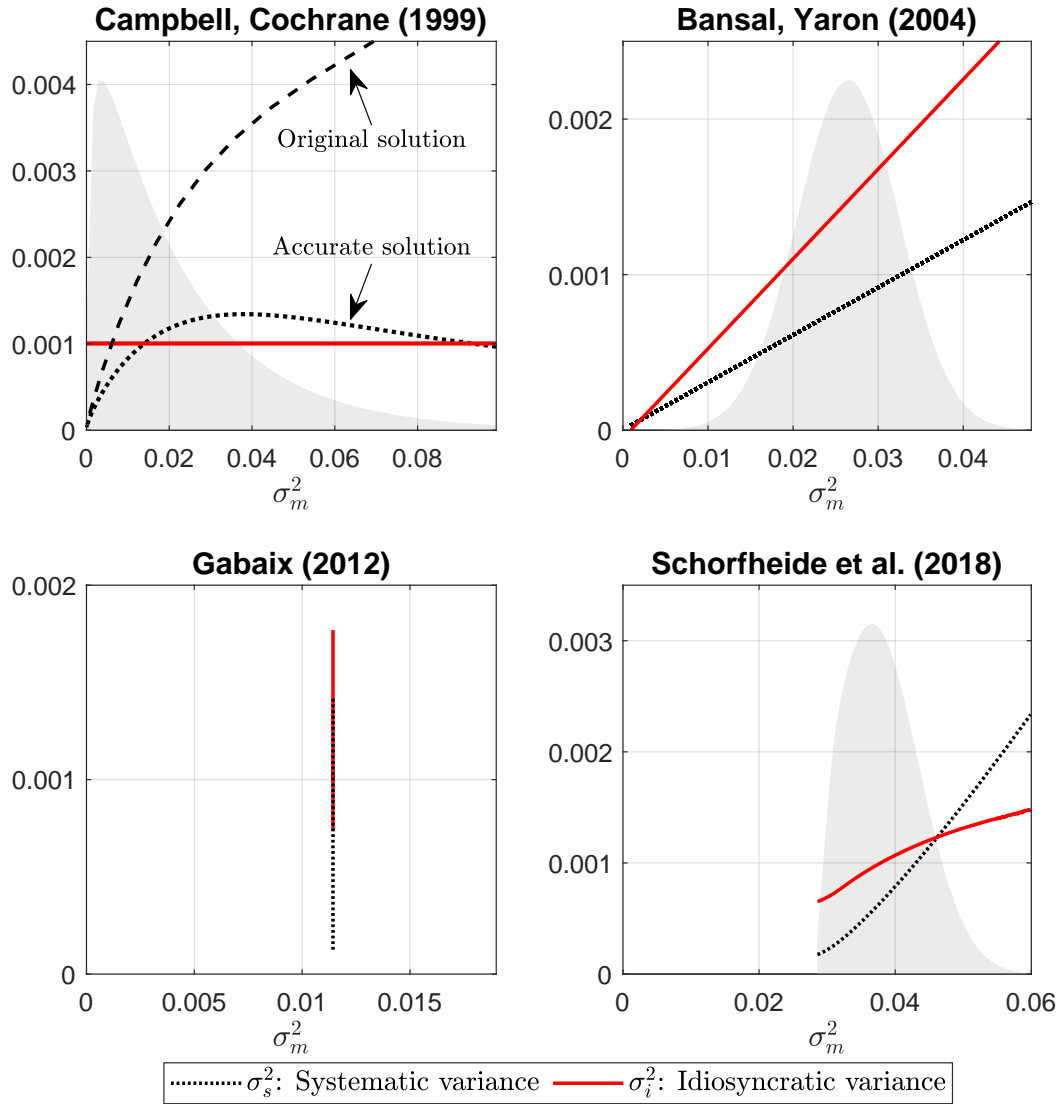 Campbell, Cochrane (1999)
0.004
0.003
0.002
0.001
0
Original solution
Accurate solution
0 0.02 0.04 0.06 0.08
σ²ₘ
Bansal, Yaron (2004)
0.002
0.001
0
0 0.01 0.02 0.03 0.04
σ²ₘ
Gabaix (2012)
0.002
0.001
0
0 0.005 0.01 0.015
σ²ₘ
Schorfheide et al. (2018)
0.003
0.002
0.001
0
0 0.02 0.04 0.06
σ²ₘ
σ²ₛ: Systematic variance σ²ᵢ: Idiosyncratic variance